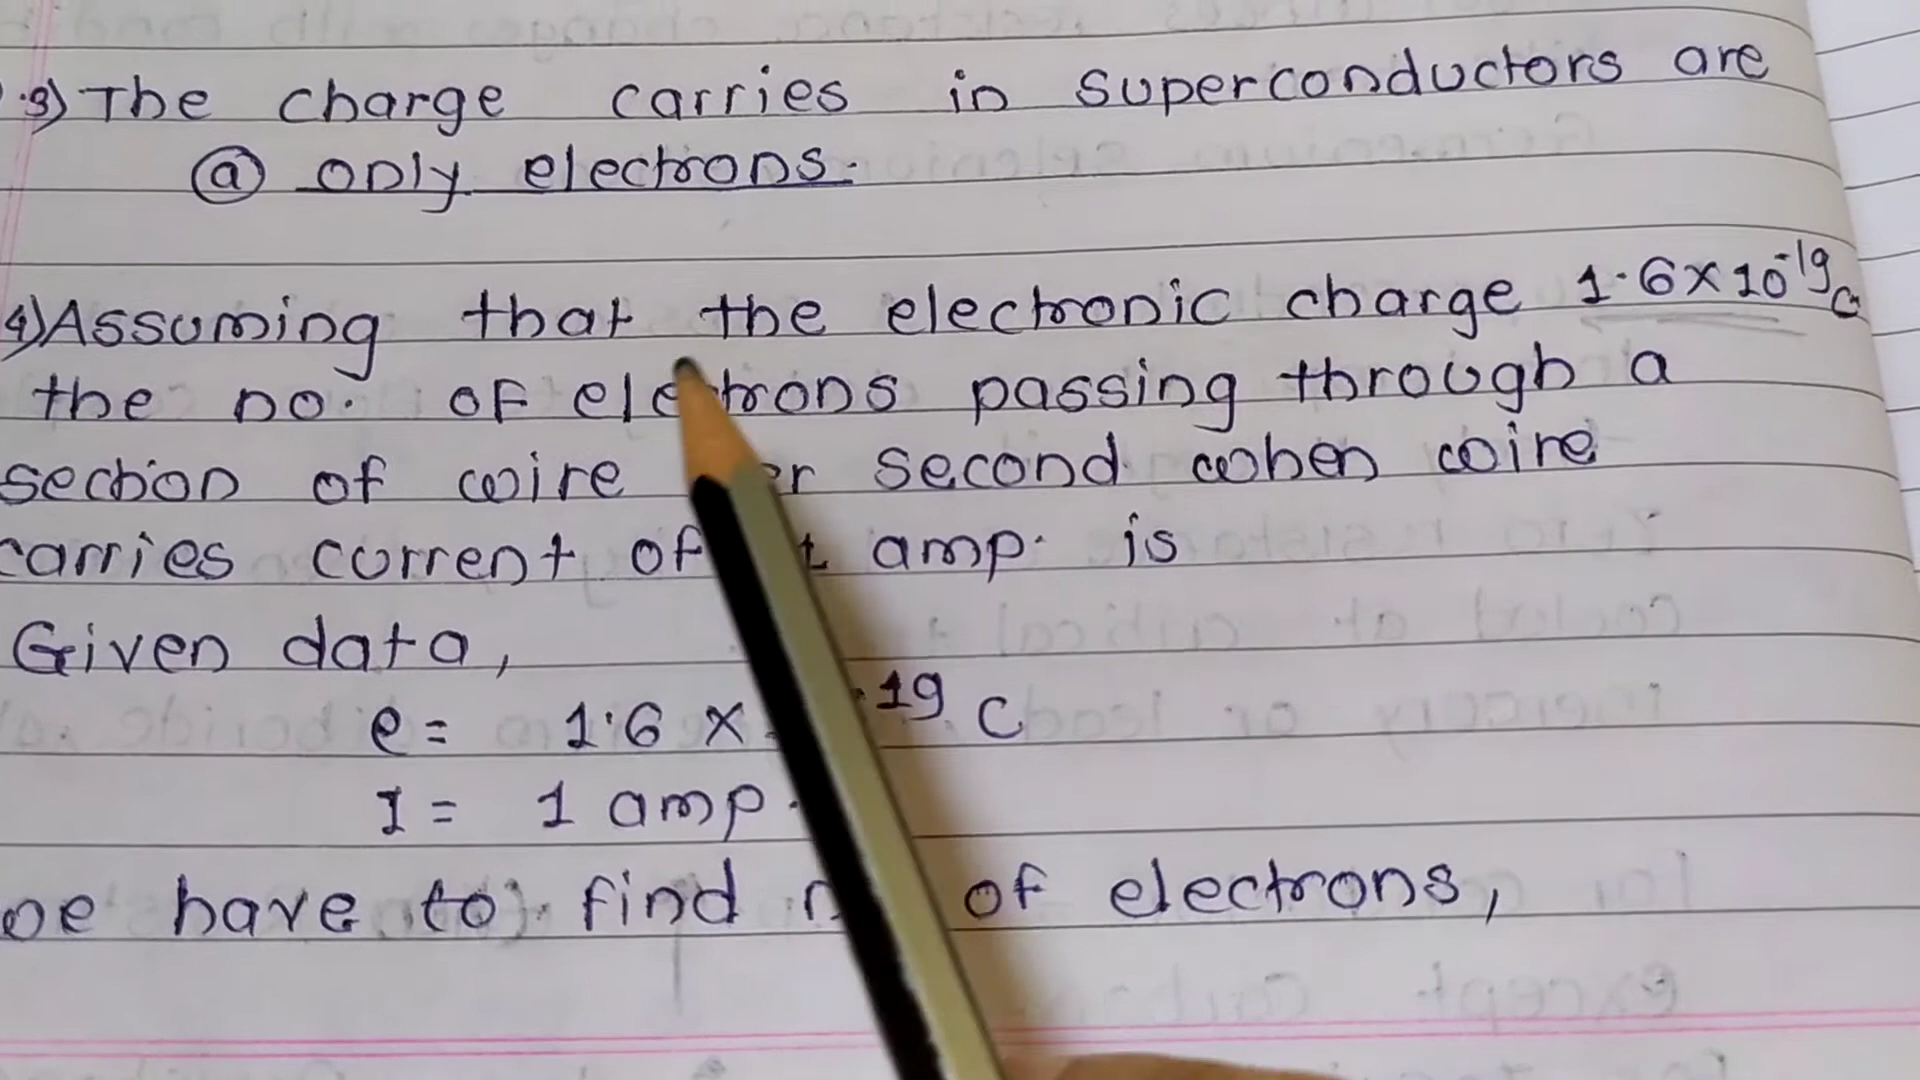 3) The charge carries in superconductors are
ⓐ only electrons.
4) Assuming that the electronic charge 1.6 x 10⁻¹⁹ C
the no. of electrons passing through a
section of wire second when wire
carries current of 1 amp. is
Given data,
e = 1.6 x ⁻¹⁹ C
I = 1 amp.
have to find of electrons,